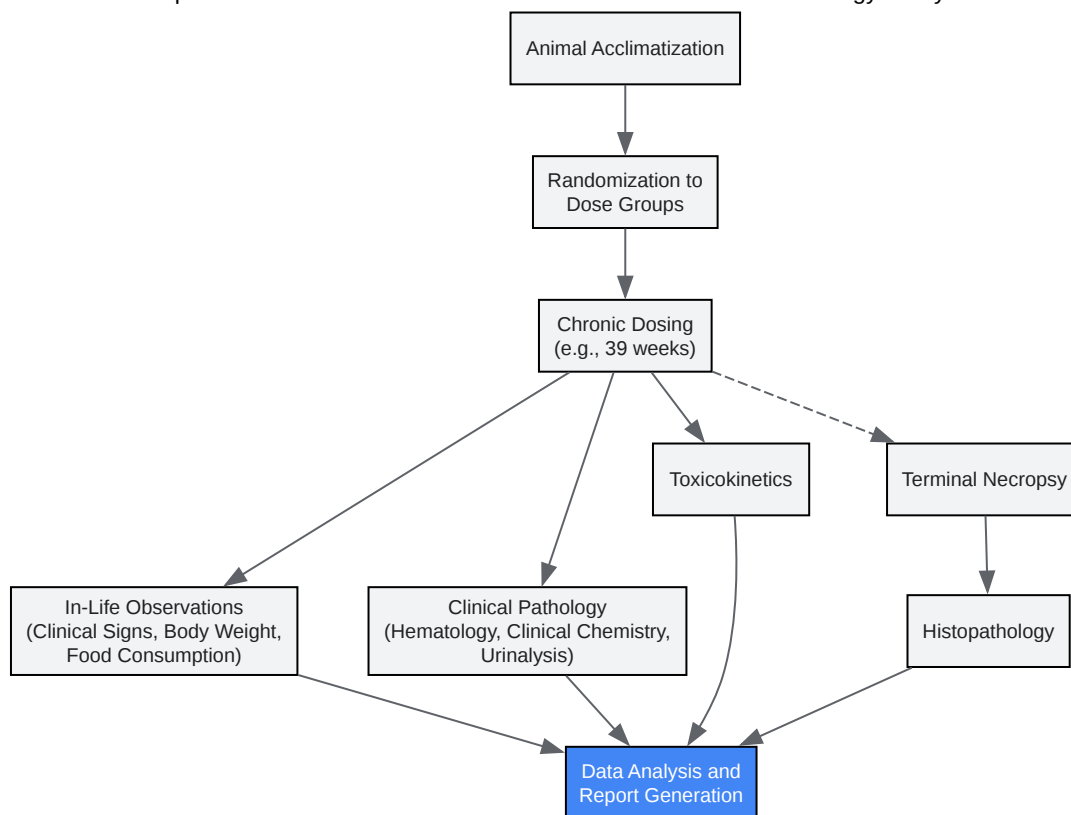 Animal Acclimatization
Randomization to
Dose Groups
Chronic Dosing
(e.g., 39 weeks)
Toxicokinetics
Terminal Necropsy
In-Life Observations
(Clinical Signs, Body Weight,
Food Consumption)
Clinical Pathology
(Hematology, Clinical Chemistry,
Urinalysis)
Histopathology
Data Analysis and
Report Generation